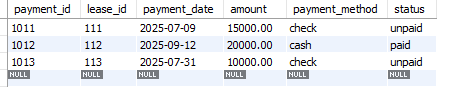 payment_id lease_id payment_date amount payment_method status
1011 111 2025-07-09 15000.00 check unpaid
1012 112 2025-09-12 20000.00 cash paid
1013 113 2025-07-31 10000.00 check unpaid
NULL NULL NULL NULL NULL NULL